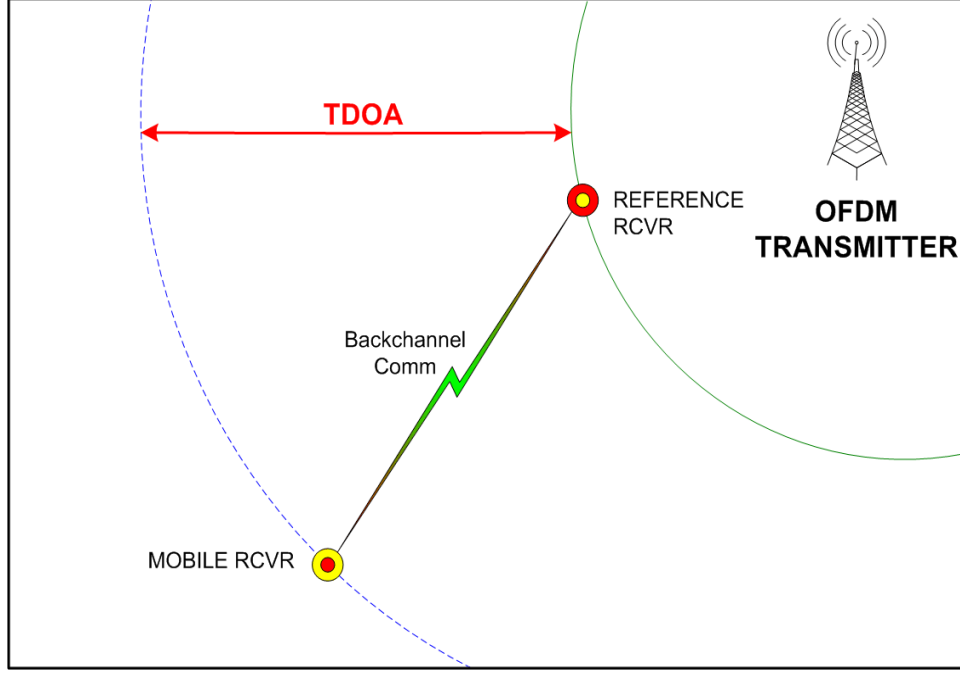 TDOA
REFERENCE
RCVR
OFDM
TRANSMITTER
Backchannel
Comm
MOBILE RCVR